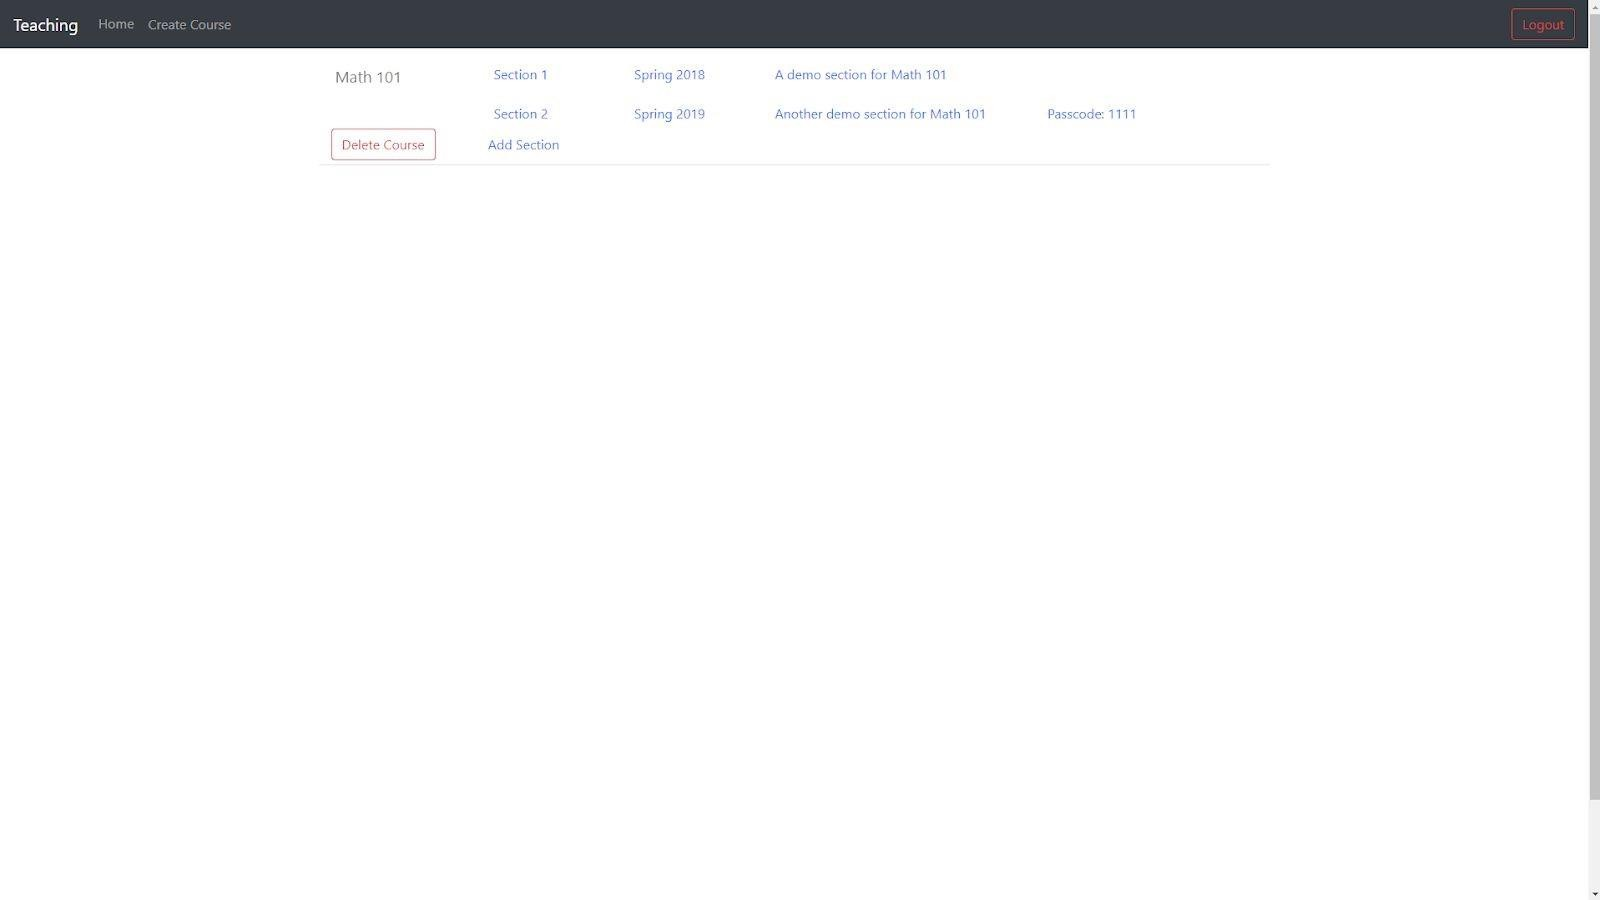 Teaching Home Create Course Logout
Math 101 Section 1 Spring 2018 A demo section for Math 101
Section 2 Spring 2019 Another demo section for Math 101 Passcode: 1111
Delete Course Add Section